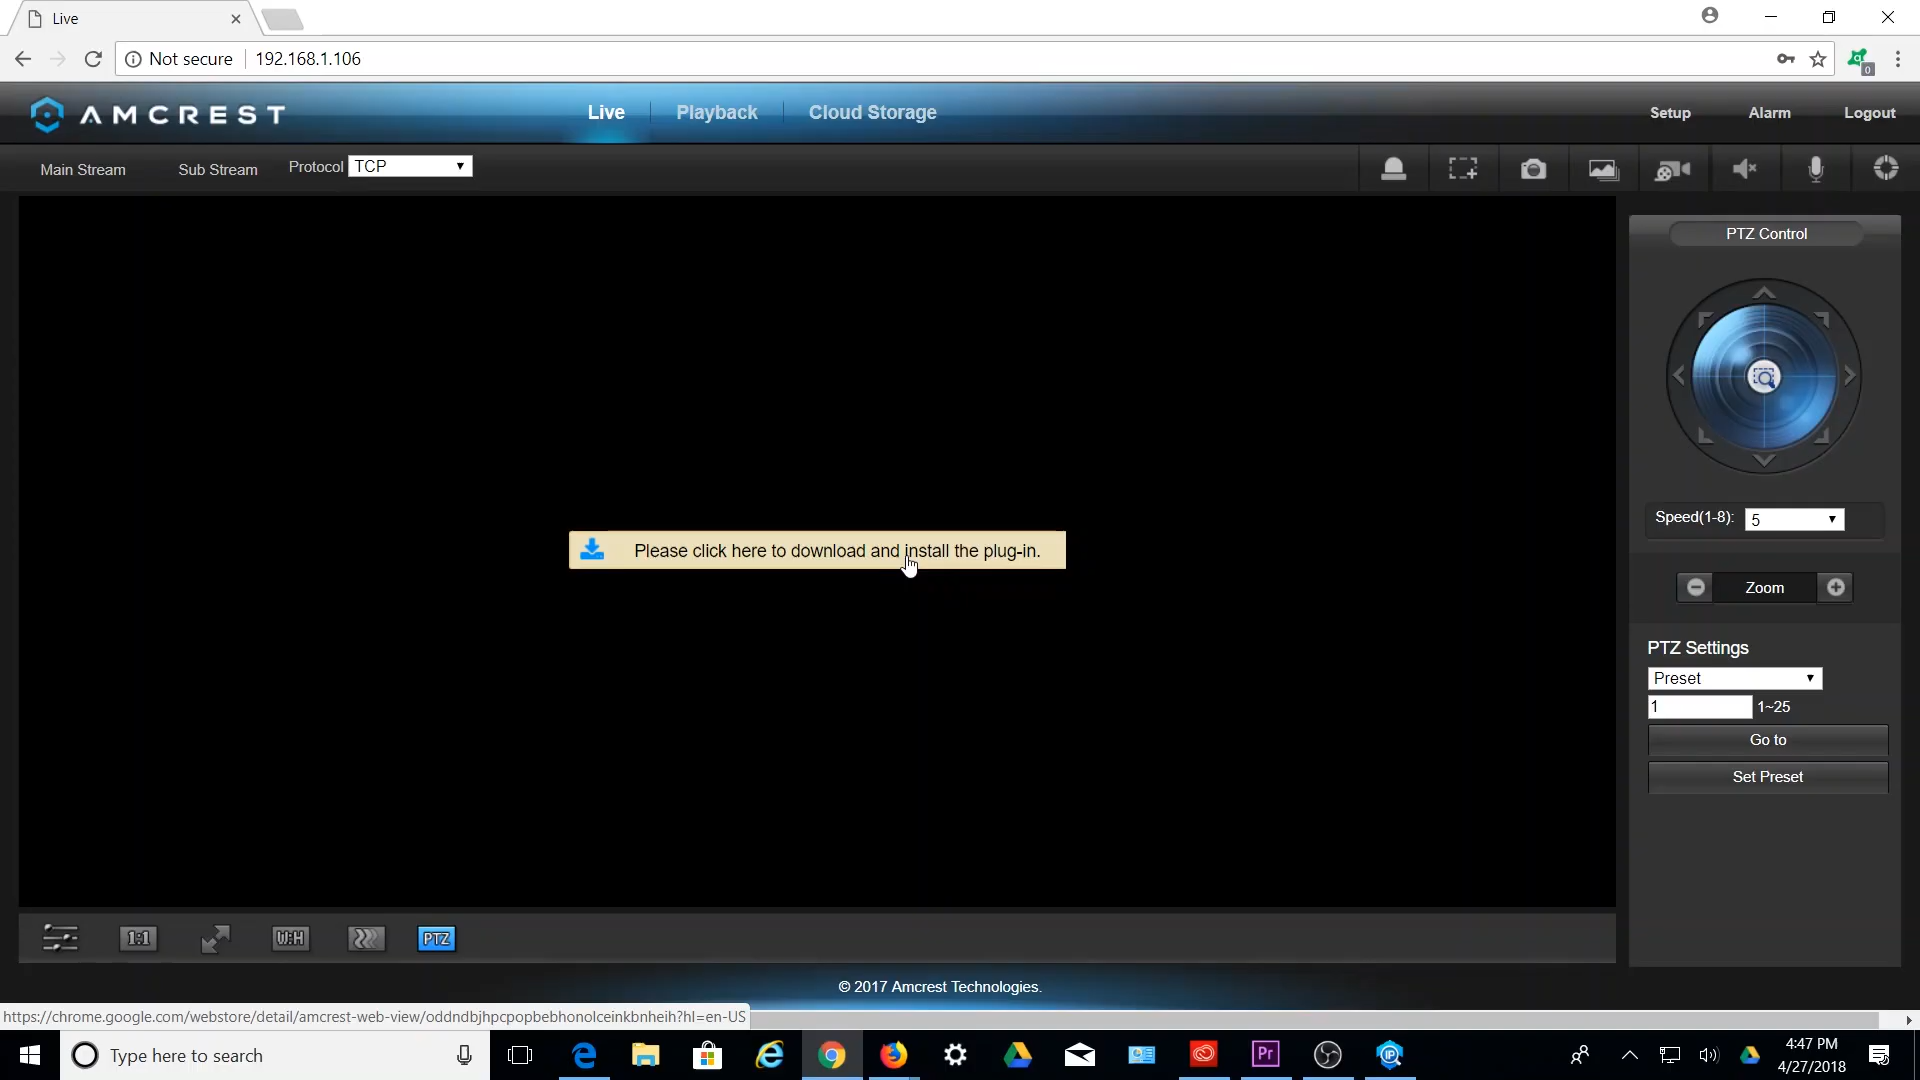 Live
Not secure
192.168.1.106
0
AMCREST
Live
Playback
Cloud Storage
Setup
Alarm
Logout
Main Stream
Sub Stream
Protocol
TCP
PTZ Control
Please click here to download and install the plug-in.
Speed(1-8):
5
Zoom
PTZ Settings
Preset
1
1~25
Go to
Set Preset
1:1
W:H
PTZ
© 2017 Amcrest Technologies.
https://chrome.google.com/webstore/detail/amcrest-web-view/oddndbjhpcpopbebhonolceinkbnheih?hl=en-US
Type here to search
Pr
IP
4:47 PM
4/27/2018